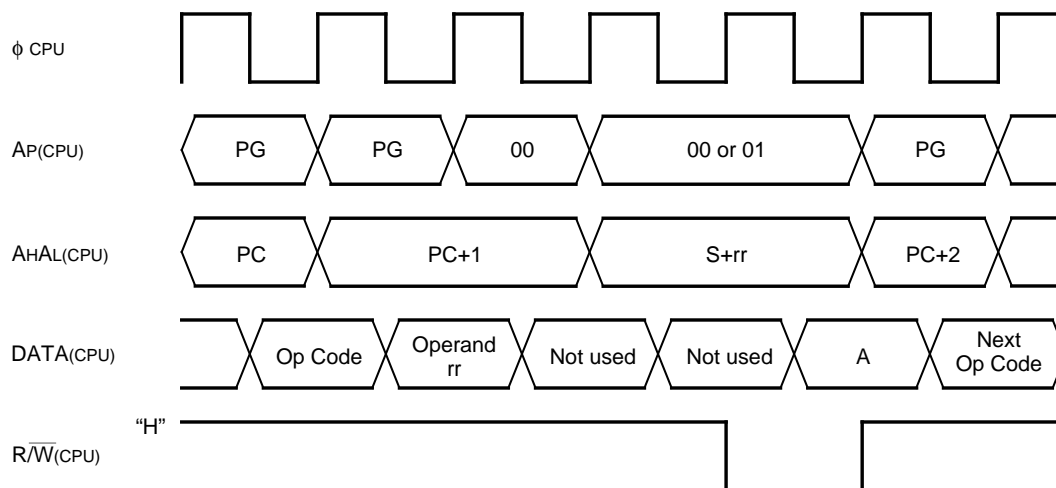 ϕ CPU
AP(CPU)
PG
PG
00
00 or 01
PG
AHAL(CPU)
PC
PC+1
S+rr
PC+2
DATA(CPU)
Op Code
Operand
rr
Not used
Not used
A
Next
Op Code
“H”
R/W̅(CPU)